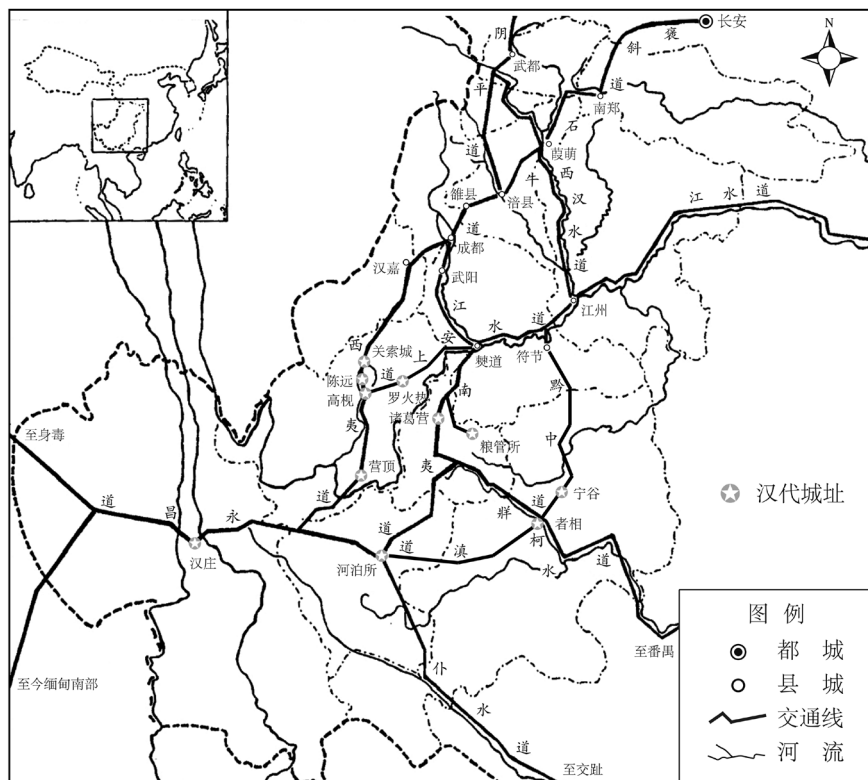 N
长安
褒
斜
道
阴
平
道
武都
南郑
石
牛
道
葭萌
西
汉
水
道
雒县
涪县
成都
汉嘉
武阳
江
水
道
江州
江
水
道
僰道
符节
关索城
陈远
高枧
罗火热
诸葛营
粮管所
安
上
道
西
夷
道
南
夷
道
黔
中
道
营顶
宁谷
者相
牂
柯
水
道
至身毒
永
昌
道
汉庄
河泊所
滇
道
至番禺
至今缅甸南部
仆
水
道
至交趾
汉代城址
图 例
都 城
县 城
交通线
河 流